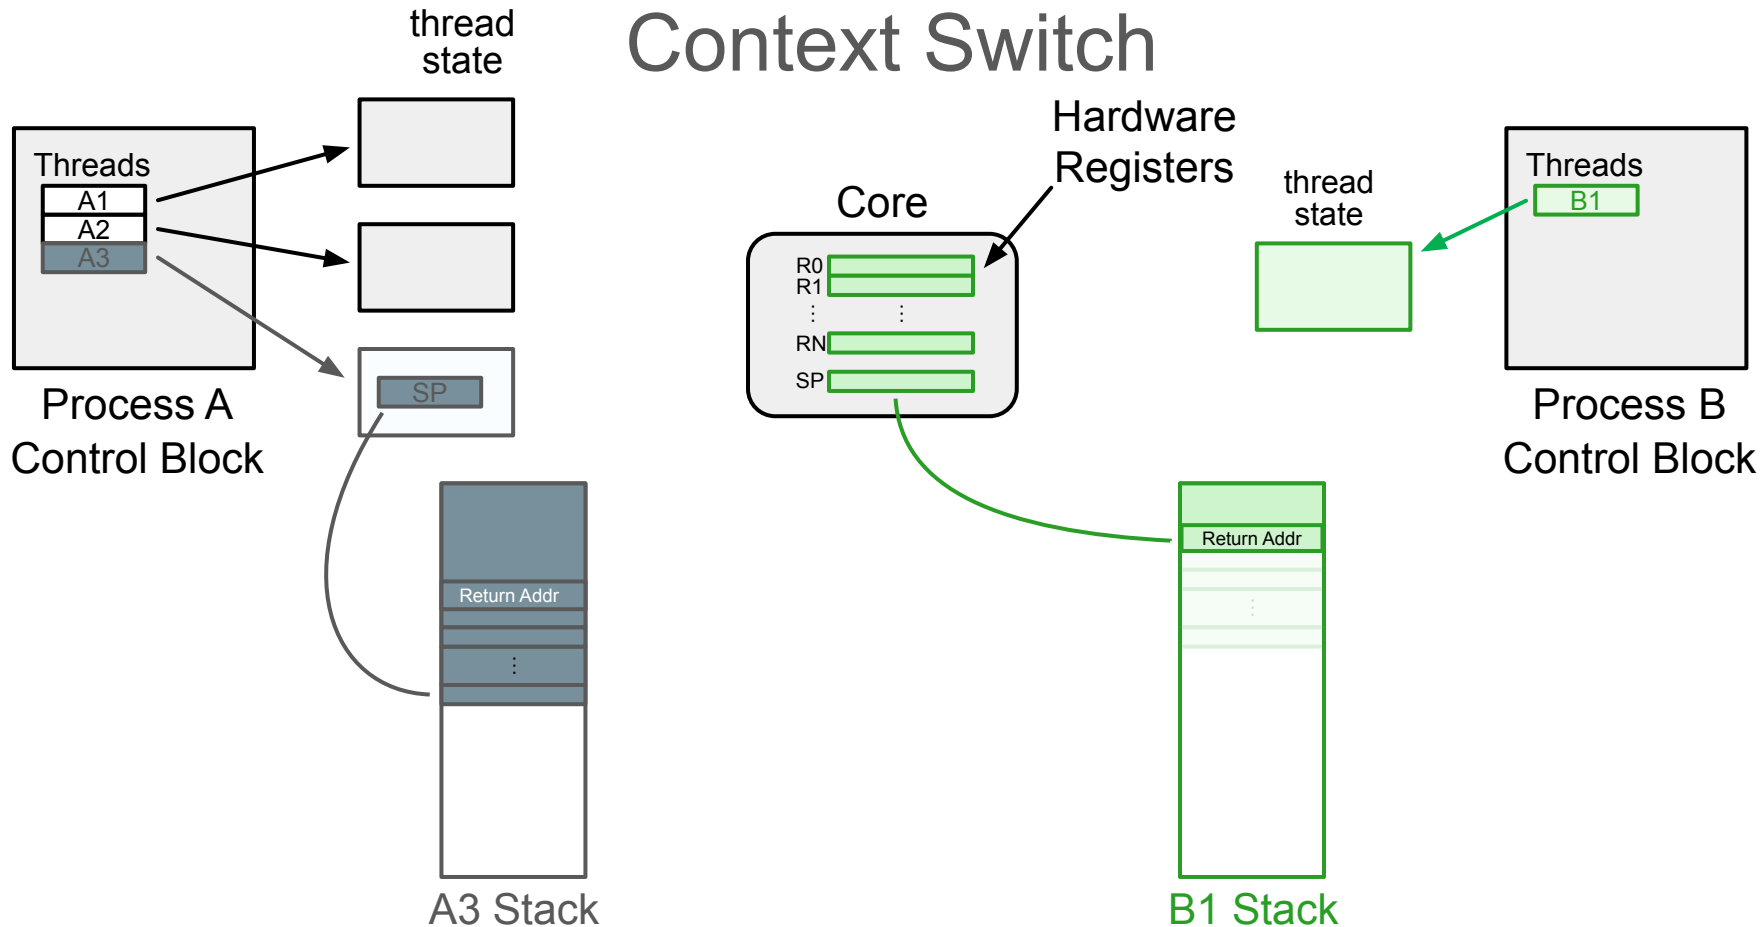 Context Switch
thread
state
Threads
A1
A2
A3
SP
Process A
Control Block
Return Addr
⋮
A3 Stack
Core
Hardware
Registers
R0
R1
⋮ ⋮
RN
SP
thread
state
Threads
B1
Process B
Control Block
Return Addr
⋮
B1 Stack